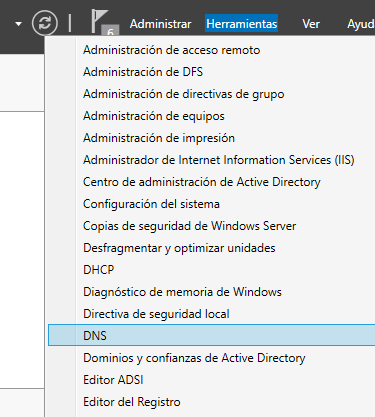 6 Administrar Herramientas Ver Ayud
Administración de acceso remoto
Administración de DFS
Administración de directivas de grupo
Administración de equipos
Administración de impresión
Administrador de Internet Information Services (IIS)
Centro de administración de Active Directory
Configuración del sistema
Copias de seguridad de Windows Server
Desfragmentar y optimizar unidades
DHCP
Diagnóstico de memoria de Windows
Directiva de seguridad local
DNS
Dominios y confianzas de Active Directory
Editor ADSI
Editor del Registro